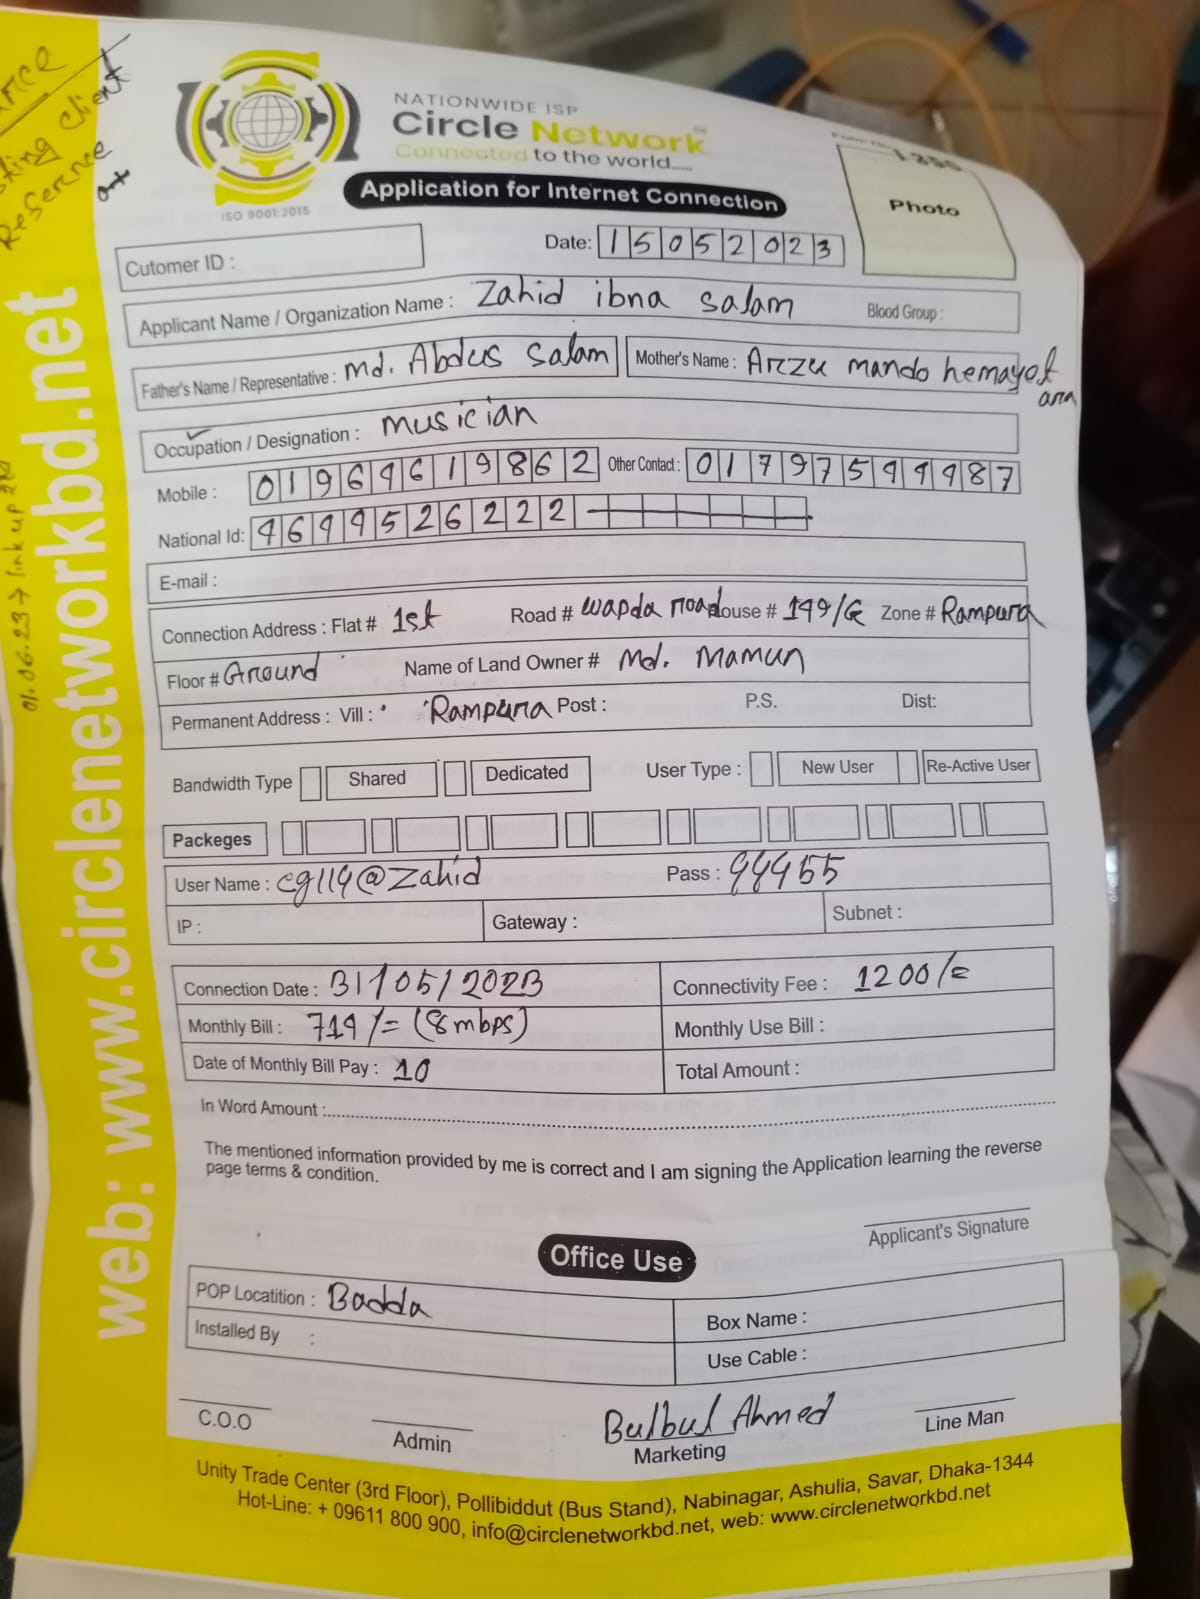 NATIONWIDE ISP
Circle Network
Connected to the world.....
ISO 9001:2015
Application for Internet Connection
Photo
Cutomer ID :
Date: 15052023
Applicant Name / Organization Name : Zahid ibna salam Blood Group :
Father's Name / Representative : Md. Abdus salam Mother's Name : Arzu mando hemayet ara
Occupation / Designation : musician
Mobile : 01969619862 Other Contact : 01797599987
National Id: 4699526222
E-mail :
Connection Address : Flat # 1st Road # wapda road House # 149/G Zone # Rampura
Floor # Ground Name of Land Owner # Md. Mamun
Permanent Address : Vill : Rampura Post : P.S. Dist:
Bandwidth Type Shared Dedicated User Type : New User Re-Active User
Packeges
User Name : cg114@Zahid Pass : 99955
IP : Gateway : Subnet :
Connection Date : 31/05/2023 Connectivity Fee : 1200/=
Monthly Bill : 719/= (8mbps) Monthly Use Bill :
Date of Monthly Bill Pay : 10 Total Amount :
In Word Amount :
The mentioned information provided by me is correct and I am signing the Application learning the reverse
page terms & condition.
Applicant's Signature
Office Use
POP Locatition : Badda Box Name :
Installed By : Use Cable :
C.O.O Admin Bulbul Ahmed Marketing Line Man
Unity Trade Center (3rd Floor), Pollibiddut (Bus Stand), Nabinagar, Ashulia, Savar, Dhaka-1344
Hot-Line: + 09611 800 900, info@circlenetworkbd.net, web: www.circlenetworkbd.net
web: www.circlenetworkbd.net
client
Reference
01.06.23 → link up